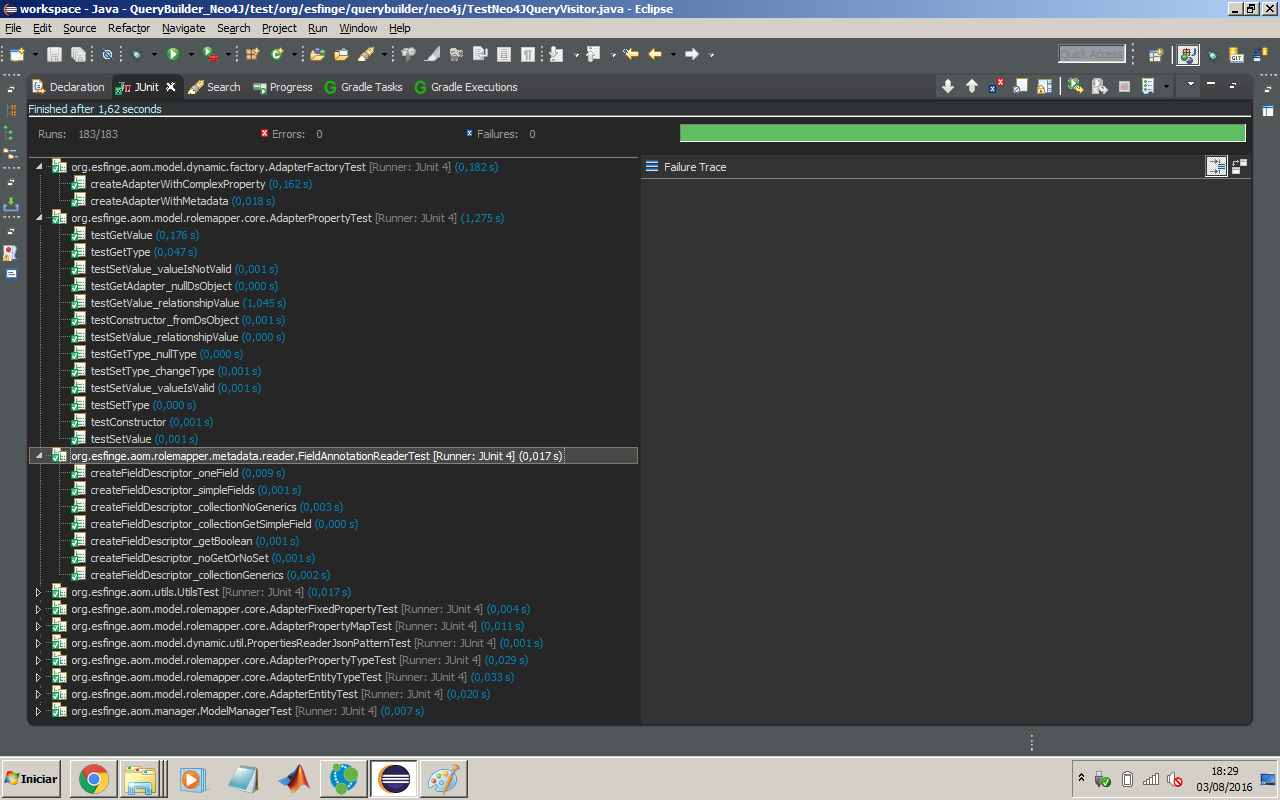 workspace - Java - QueryBuilder_Neo4J/test/org/esfinge/querybuilder/neo4j/TestNeo4JQueryVisitor.java - Eclipse
File Edit Source Refactor Navigate Search Project Run Window Help
Quick Access
Declaration JUnit Search Progress Gradle Tasks Gradle Executions
Finished after 1,62 seconds
Runs: 183/183 Errors: 0 Failures: 0
org.esfinge.aom.model.dynamic.factory.AdapterFactoryTest [Runner: JUnit 4] (0,182 s)
Failure Trace
createAdapterWithComplexProperty (0,162 s)
createAdapterWithMetadata (0,018 s)
org.esfinge.aom.model.rolemapper.core.AdapterPropertyTest [Runner: JUnit 4] (1,275 s)
testGetValue (0,176 s)
testGetType (0,047 s)
testSetValue_valueIsNotValid (0,001 s)
testGetAdapter_nullDsObject (0,000 s)
testGetValue_relationshipValue (1,045 s)
testConstructor_fromDsObject (0,001 s)
testSetValue_relationshipValue (0,000 s)
testGetType_nullType (0,000 s)
testSetType_changeType (0,001 s)
testSetValue_valueIsValid (0,001 s)
testSetType (0,000 s)
testConstructor (0,001 s)
testSetValue (0,001 s)
org.esfinge.aom.rolemapper.metadata.reader.FieldAnnotationReaderTest [Runner: JUnit 4] (0,017 s)
createFieldDescriptor_oneField (0,009 s)
createFieldDescriptor_simpleFields (0,001 s)
createFieldDescriptor_collectionNoGenerics (0,003 s)
createFieldDescriptor_collectionGetSimpleField (0,000 s)
createFieldDescriptor_getBoolean (0,001 s)
createFieldDescriptor_noGetOrNoSet (0,001 s)
createFieldDescriptor_collectionGenerics (0,002 s)
org.esfinge.aom.utils.UtilsTest [Runner: JUnit 4] (0,017 s)
org.esfinge.aom.model.rolemapper.core.AdapterFixedPropertyTest [Runner: JUnit 4] (0,004 s)
org.esfinge.aom.model.rolemapper.core.AdapterPropertyMapTest [Runner: JUnit 4] (0,011 s)
org.esfinge.aom.model.dynamic.util.PropertiesReaderJsonPatternTest [Runner: JUnit 4] (0,001 s)
org.esfinge.aom.model.rolemapper.core.AdapterPropertyTypeTest [Runner: JUnit 4] (0,029 s)
org.esfinge.aom.model.rolemapper.core.AdapterEntityTypeTest [Runner: JUnit 4] (0,033 s)
org.esfinge.aom.model.rolemapper.core.AdapterEntityTest [Runner: JUnit 4] (0,020 s)
org.esfinge.aom.manager.ModelManagerTest [Runner: JUnit 4] (0,007 s)
Iniciar
18:29
03/08/2016